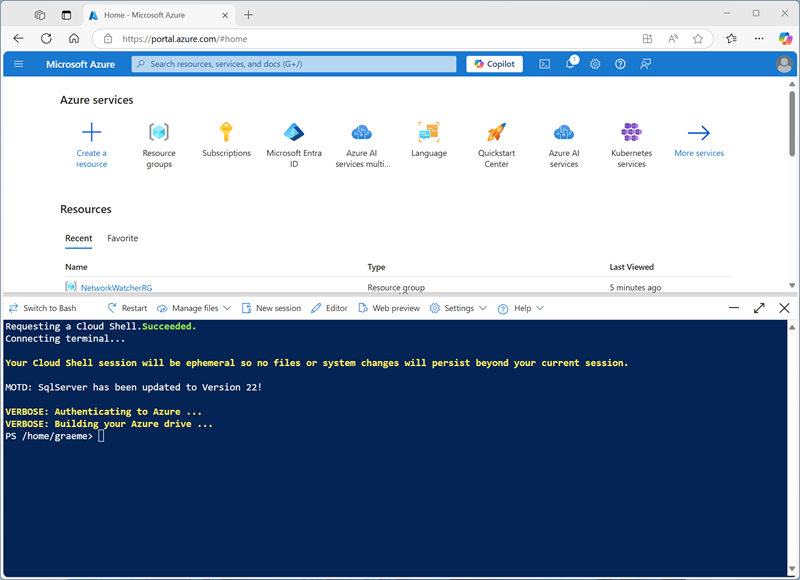 Home - Microsoft Azure
https://portal.azure.com/#home
Microsoft Azure
Search resources, services, and docs (G+/)
Copilot
1
Azure services
Create a resource
Resource groups
Subscriptions
Microsoft Entra ID
Azure AI services multi...
Language
Quickstart Center
Azure AI services
Kubernetes services
More services
Resources
Recent Favorite
Name Type Last Viewed
NetworkWatcherRG Resource group 5 minutes ago
Switch to Bash Restart Manage files New session Editor Web preview Settings Help
Requesting a Cloud Shell.Succeeded.
Connecting terminal...
Your Cloud Shell session will be ephemeral so no files or system changes will persist beyond your current session.
MOTD: SqlServer has been updated to Version 22!
VERBOSE: Authenticating to Azure ...
VERBOSE: Building your Azure drive ...
PS /home/graeme>